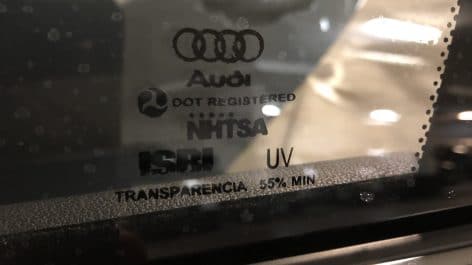 Audi
DOT REGISTERED
NHTSA
ISRI UV
TRANSPARENCIA 55% MIN